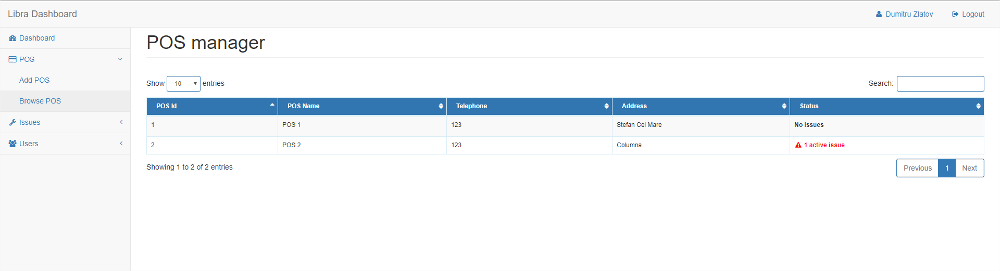 Libra Dashboard
Dumitru Zlatov
Logout
Dashboard
POS
Add POS
Browse POS
Issues
Users
POS manager
Show 10 entries
Search:
POS Id POS Name Telephone Address Status
1 POS 1 123 Stefan Cel Mare No issues
2 POS 2 123 Columna 1 active issue
Showing 1 to 2 of 2 entries
Previous 1 Next